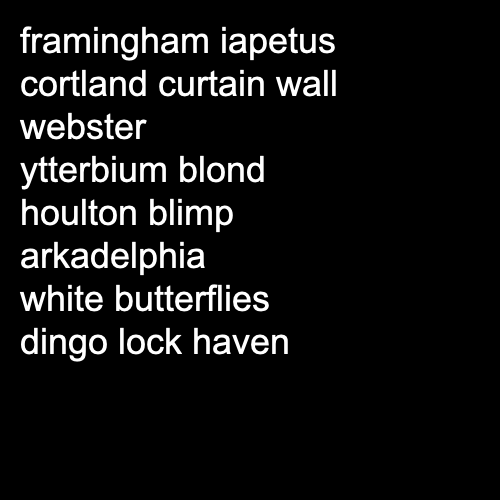 framingham iapetus
cortland curtain wall
webster
ytterbium blond
houlton blimp
arkadelphia
white butterflies
dingo lock haven